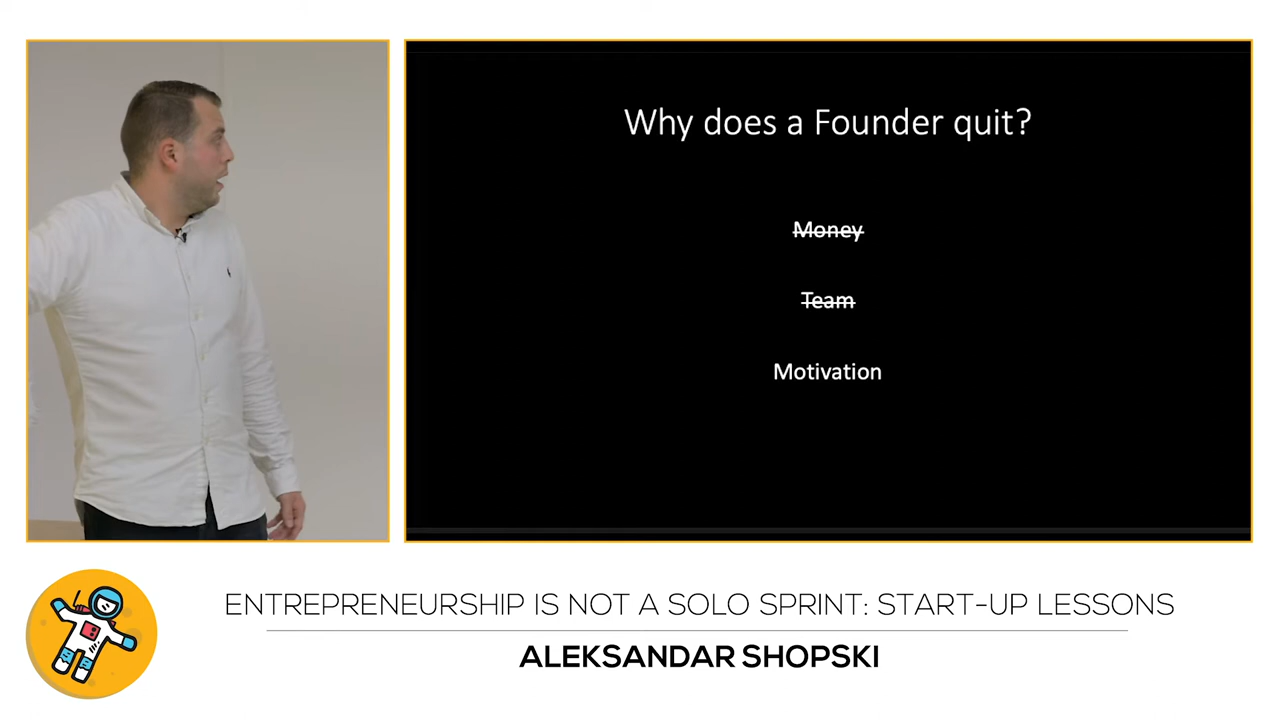 Why does a Founder quit?
Money
Team
Motivation
ENTREPRENEURSHIP IS NOT A SOLO SPRINT: START-UP LESSONS
ALEKSANDAR SHOPSKI